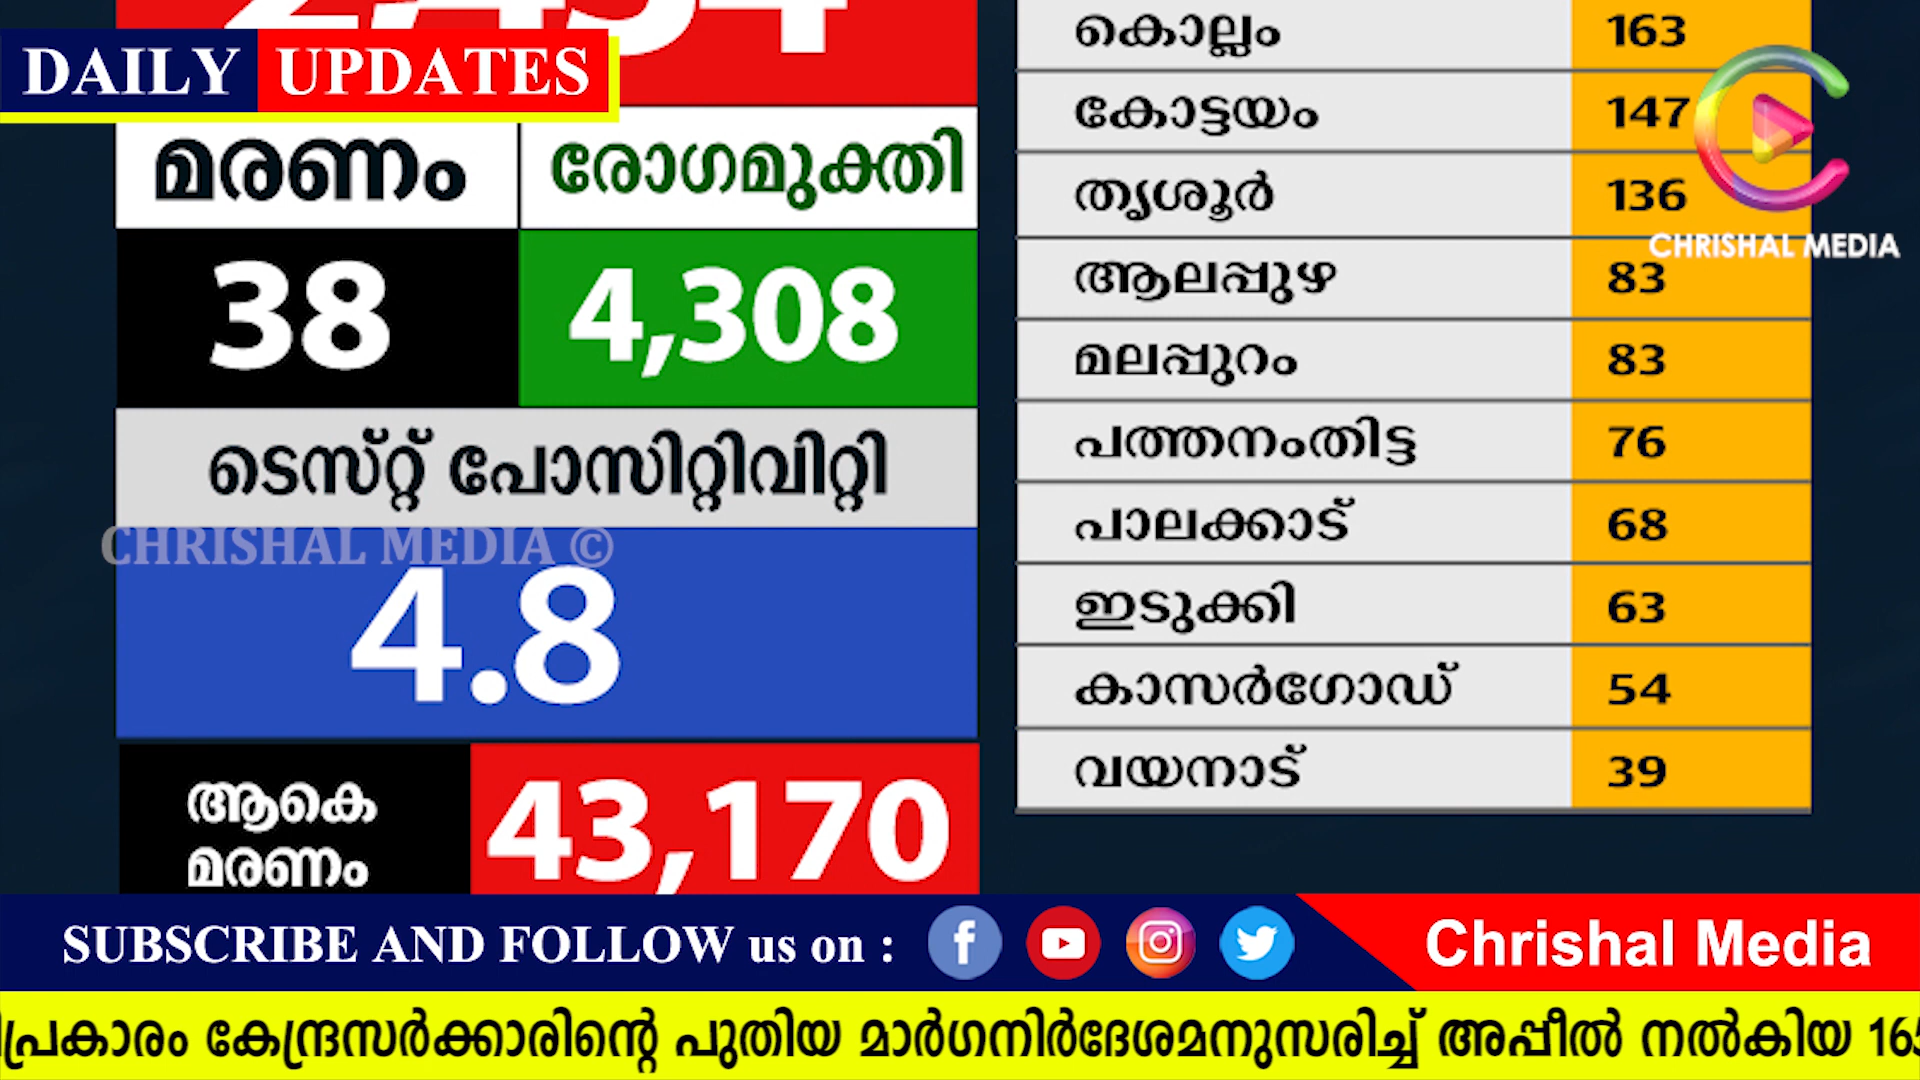 DAILY UPDATES
മരണം
രോഗമുക്തി
38
4,308
ടെസ്റ്റ് പോസിറ്റിവിറ്റി
CHRISHAL MEDIA ©
4.8
ആകെ
മരണം
43,170
കൊല്ലം 163
കോട്ടയം 147
തൃശൂർ 136
ആലപ്പുഴ 83
മലപ്പുറം 83
പത്തനംതിട്ട 76
പാലക്കാട് 68
ഇടുക്കി 63
കാസർഗോഡ് 54
വയനാട് 39
CHRISHAL MEDIA
SUBSCRIBE AND FOLLOW us on :
Chrishal Media
പ്രകാരം കേന്ദ്രസർക്കാരിന്റെ പുതിയ മാർഗനിർദേശമനുസരിച്ച് അപ്പീൽ നൽകിയ